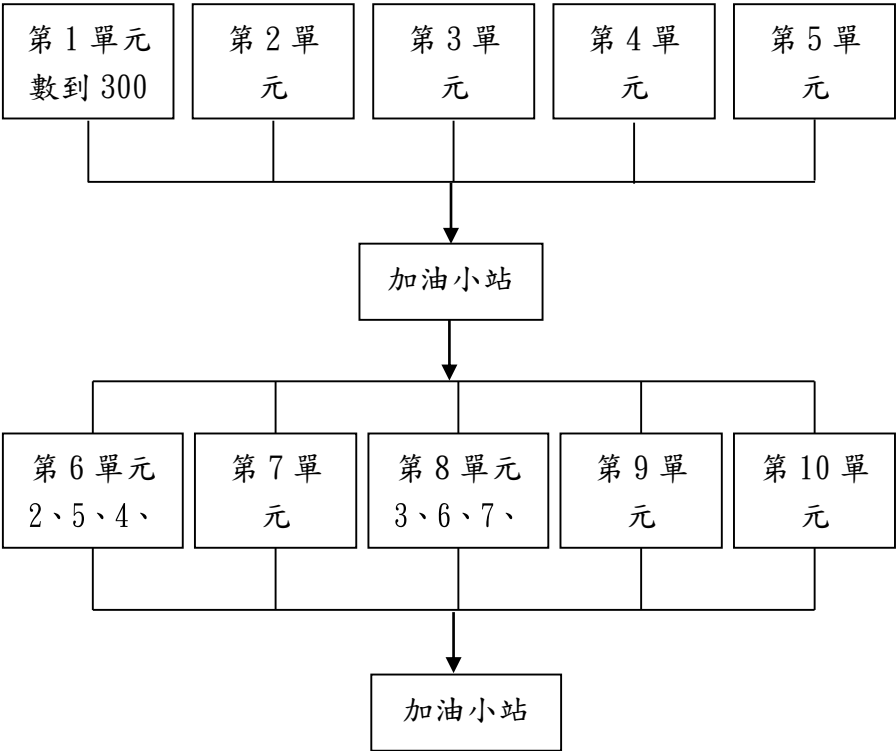 第 1 單元
數到 300
第 2 單
元
第 3 單
元
第 4 單
元
第 5 單
元
加油小站
第 6 單元
2、5、4、
第 7 單
元
第 8 單元
3、6、7、
第 9 單
元
第 10 單
元
加油小站